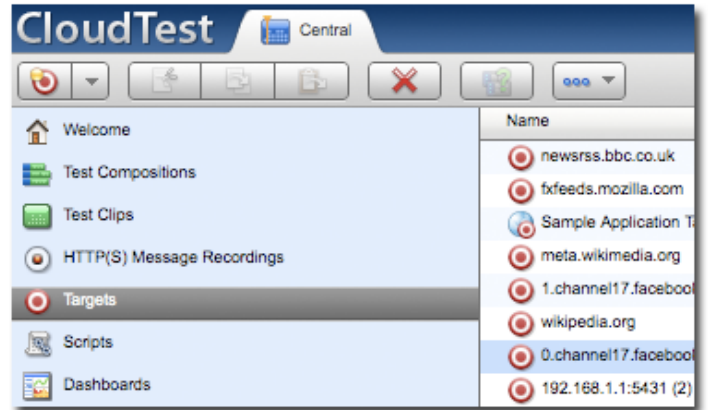 CloudTest
Central
Welcome
Test Compositions
Test Clips
HTTP(S) Message Recordings
Targets
Scripts
Dashboards
Name
newsrss.bbc.co.uk
fxfeeds.mozilla.com
Sample Application
meta.wikimedia.org
1.channel17.facebook
wikipedia.org
0.channel17.facebook
192.168.1.1:5431 (2)